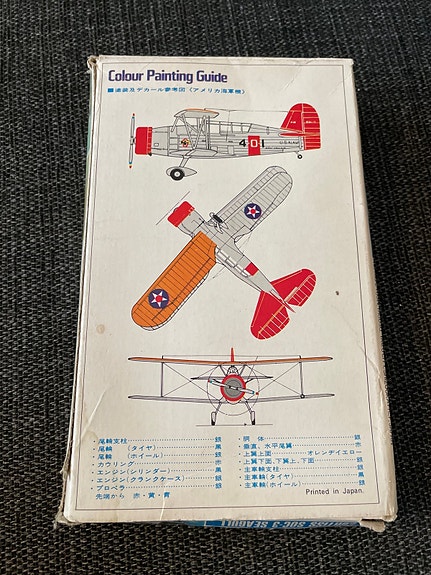 Colour Painting Guide
■塗装及デカール参考図（アメリカ海軍機）
4-O-1
・尾輪支柱…………銀
・尾輪　（タイヤ）…………黒
　尾輪　（ホイール）…………銀
・カウリング…………赤
・エンジン（シリンダー）…………黒
・エンジン（クランクケース）…………銀
・プロペラ…………銀
　先端から　赤・黄・青
・胴　体…………銀
・垂直、水平尾翼…………赤
・上翼上面…………オレンヂイエロー
・上翼下面、下翼上、下面…………銀
・主車輪支柱…………銀
・主車輪（タイヤ）…………黒
・主車輪（ホイール）…………銀
Printed in Japan.
CURTISS SOC-3 SEAGULL